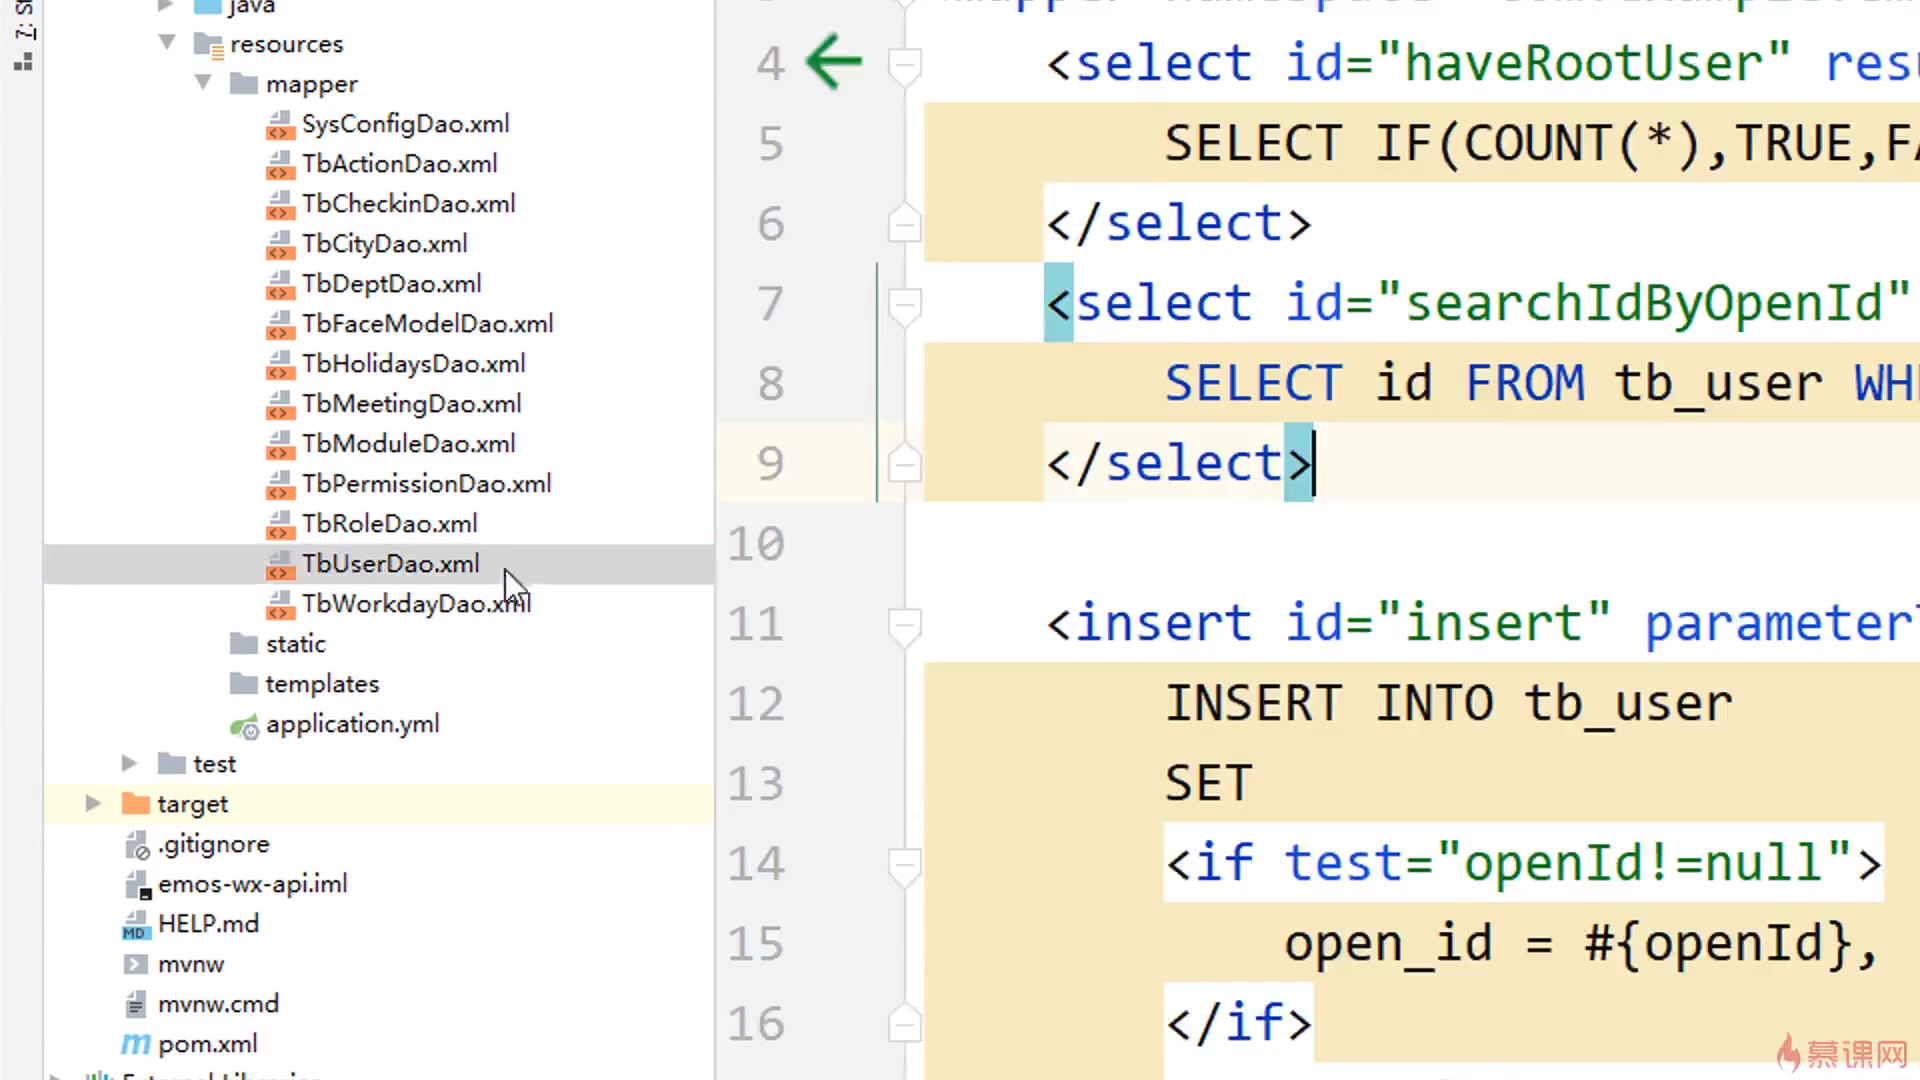 java
resources
mapper
SysConfigDao.xml
TbActionDao.xml
TbCheckinDao.xml
TbCityDao.xml
TbDeptDao.xml
TbFaceModelDao.xml
TbHolidaysDao.xml
TbMeetingDao.xml
TbModuleDao.xml
TbPermissionDao.xml
TbRoleDao.xml
TbUserDao.xml
TbWorkdayDao.xml
static
templates
application.yml
test
target
.gitignore
emos-wx-api.iml
HELP.md
mvnw
mvnw.cmd
pom.xml
4 <select id="haveRootUser" resu
5 SELECT IF(COUNT(*),TRUE,FA
6 </select>
7 <select id="searchIdByOpenId"
8 SELECT id FROM tb_user WHE
9 </select>
10
11 <insert id="insert" parameterT
12 INSERT INTO tb_user
13 SET
14 <if test="openId!=null">
15 open_id = #{openId},
16 </if>
慕课网